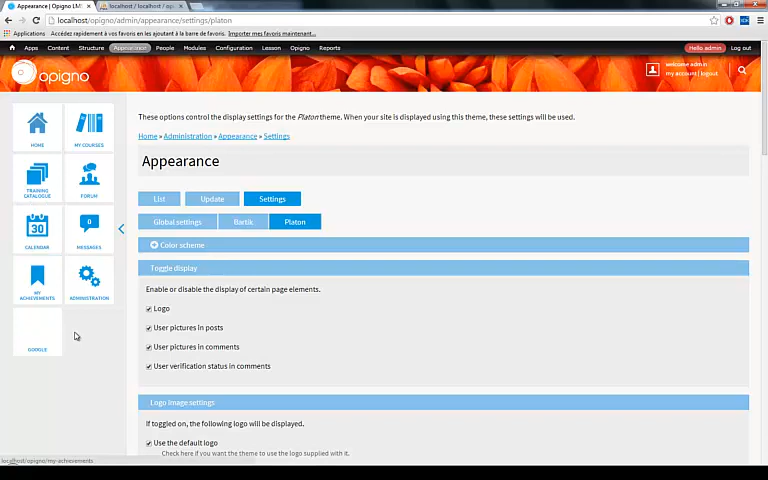 Appearance | Opigno LM
localhost / localhost / opi
localhost/opigno/admin/appearance/settings/platon
Applications
Accédez rapidement à vos favoris en les ajoutant à la barre de favoris.
Importer mes favoris maintenant...
Apps
Content
Structure
Appearance
People
Modules
Configuration
Lesson
Opigno
Reports
Hello admin
Log out
opigno
welcome admin
my account | logout
HOME
MY COURSES
TRAINING CATALOGUE
FORUM
30
CALENDAR
0
MESSAGES
MY ACHIEVEMENTS
ADMINISTRATION
GOOGLE
These options control the display settings for the Platon theme. When your site is displayed using this theme, these settings will be used.
Home » Administration » Appearance » Settings
Appearance
List
Update
Settings
Global settings
Bartik
Platon
Color scheme
Toggle display
Enable or disable the display of certain page elements.
Logo
User pictures in posts
User pictures in comments
User verification status in comments
Logo image settings
If toggled on, the following logo will be displayed.
Use the default logo
Check here if you want the theme to use the logo supplied with it.
localhost/opigno/my-achievements